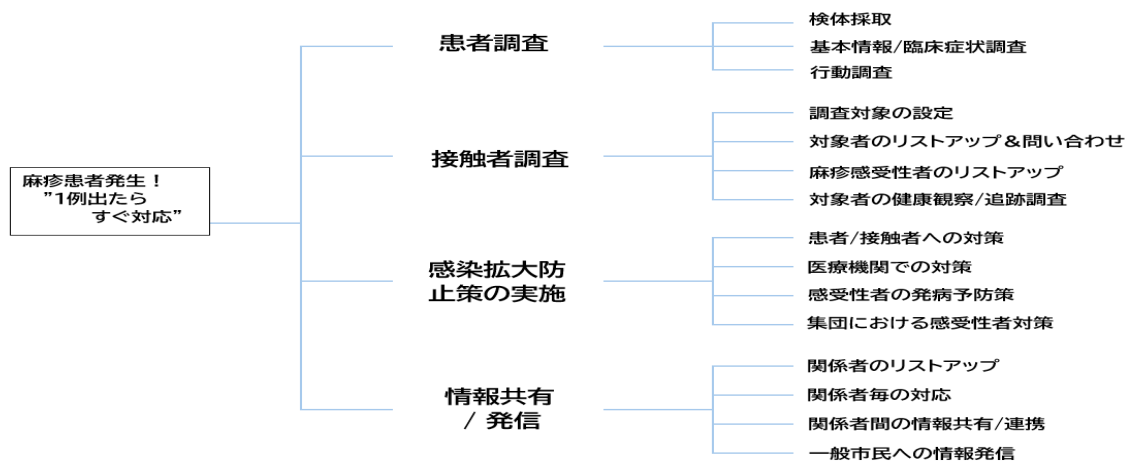 麻疹患者発生！
”1例出たら
すぐ対応”
患者調査
検体採取
基本情報/臨床症状調査
行動調査
接触者調査
調査対象の設定
対象者のリストアップ＆問い合わせ
麻疹感受性者のリストアップ
対象者の健康観察/追跡調査
感染拡大防
止策の実施
患者/接触者への対策
医療機関での対策
感受性者の発病予防策
集団における感受性者対策
情報共有
/ 発信
関係者のリストアップ
関係者毎の対応
関係者間の情報共有/連携
一般市民への情報発信